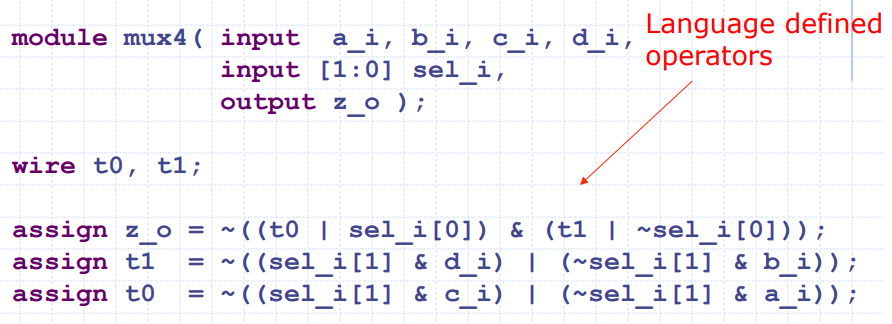 module mux4( input  a_i, b_i, c_i, d_i,
input [1:0] sel_i,
output z_o );
Language defined
operators
wire t0, t1;
assign z_o = ~((t0 | sel_i[0]) & (t1 | ~sel_i[0]));
assign t1  = ~((sel_i[1] & d_i) | (~sel_i[1] & b_i));
assign t0  = ~((sel_i[1] & c_i) | (~sel_i[1] & a_i));